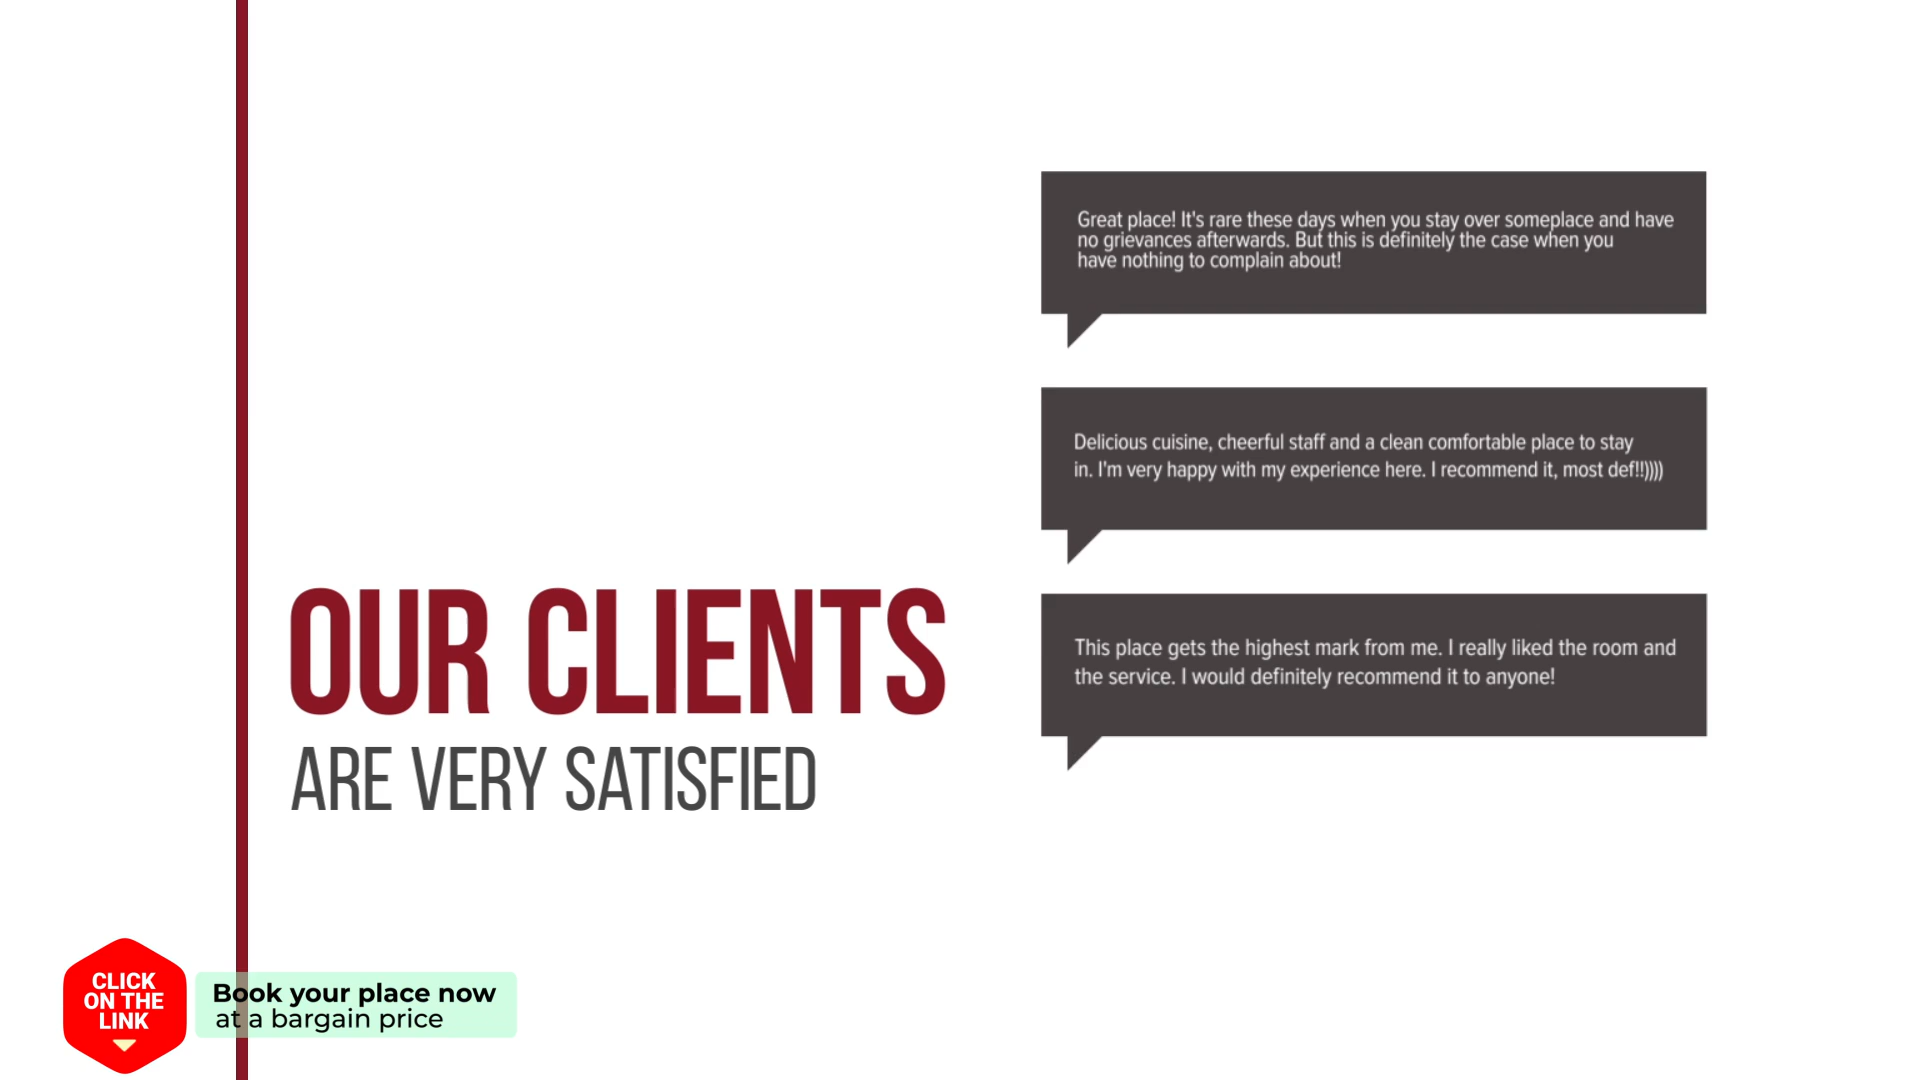 OUR CLIENTS
ARE VERY SATISFIED
Great place! It's rare these days when you stay over someplace and have
no grievances afterwards. But this is definitely the case when you
have nothing to complain about!
Delicious cuisine, cheerful staff and a clean comfortable place to stay
in. I'm very happy with my experience here. I recommend it, most def!!))))
This place gets the highest mark from me. I really liked the room and
the service. I would definitely recommend it to anyone!
CLICK
ON THE
LINK
Book your place now
at a bargain price